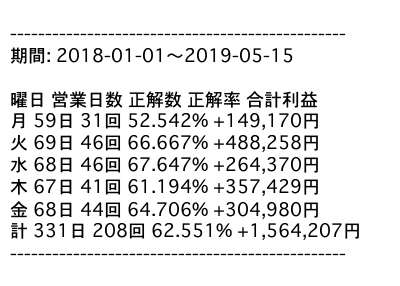 ------------------------------------------------
期間: 2018-01-01〜2019-05-15
曜日 営業日数 正解数 正解率 合計利益
月 59日 31回 52.542% +149,170円
火 69日 46回 66.667% +488,258円
水 68日 46回 67.647% +264,370円
木 67日 41回 61.194% +357,429円
金 68日 44回 64.706% +304,980円
計 331日 208回 62.551% +1,564,207円
------------------------------------------------